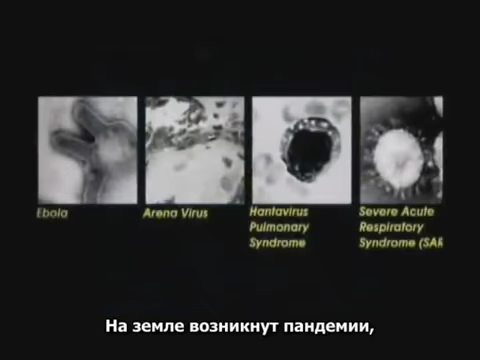 Ebola
Arena Virus
Hantavirus
Pulmonary
Syndrome
Severe Acute
Respiratory
Syndrome (SAR
На земле возникнут пандемии,